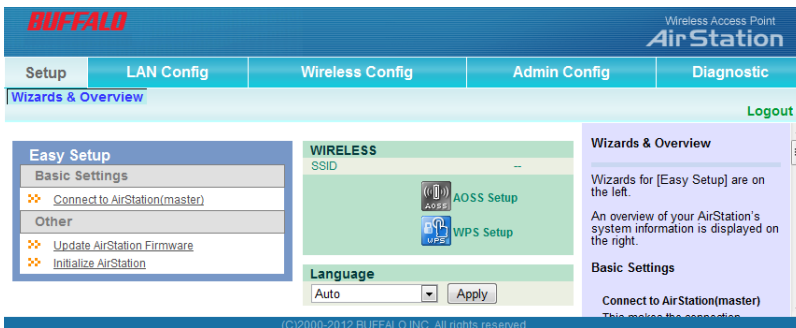 BUFFALO
Wireless Access Point
AirStation
Setup LAN Config Wireless Config Admin Config Diagnostic
Wizards & Overview
Logout
Easy Setup
Basic Settings
Connect to AirStation(master)
Other
Update AirStation Firmware
Initialize AirStation
WIRELESS
SSID –
AOSS
AOSS Setup
WPS
WPS Setup
Language
Auto Apply
Wizards & Overview
Wizards for [Easy Setup] are on
the left.
An overview of your AirStation's
system information is displayed on
the right.
Basic Settings
Connect to AirStation(master)
This makes the connection
(C)2000-2012 BUFFALO INC. All rights reserved.